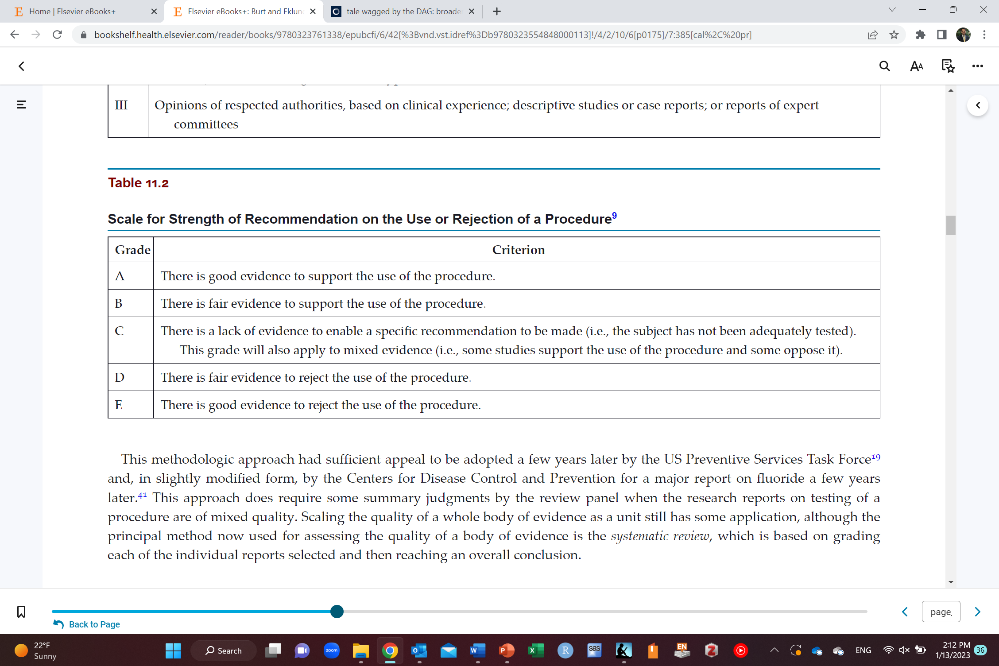 Home | Elsevier eBooks+
Elsevier eBooks+: Burt and Eklun
tale wagged by the DAG: broade
bookshelf.health.elsevier.com/reader/books/9780323761338/epubcfi/6/42[%3Bvnd.vst.idref%3Db9780323554848000113]!/4/2/10/6[p0175]/7:385[cal%2C%20pr]
III Opinions of respected authorities, based on clinical experience; descriptive studies or case reports; or reports of expert
committees
Table 11.2
Scale for Strength of Recommendation on the Use or Rejection of a Procedure9
Grade Criterion
A There is good evidence to support the use of the procedure.
B There is fair evidence to support the use of the procedure.
C There is a lack of evidence to enable a specific recommendation to be made (i.e., the subject has not been adequately tested).
This grade will also apply to mixed evidence (i.e., some studies support the use of the procedure and some oppose it).
D There is fair evidence to reject the use of the procedure.
E There is good evidence to reject the use of the procedure.
This methodologic approach had sufficient appeal to be adopted a few years later by the US Preventive Services Task Force19
and, in slightly modified form, by the Centers for Disease Control and Prevention for a major report on fluoride a few years
later.41 This approach does require some summary judgments by the review panel when the research reports on testing of a
procedure are of mixed quality. Scaling the quality of a whole body of evidence as a unit still has some application, although the
principal method now used for assessing the quality of a body of evidence is the systematic review, which is based on grading
each of the individual reports selected and then reaching an overall conclusion.
page.
Back to Page
22°F
Sunny
Search
zoom
sas
EN
ENG
2:12 PM
1/13/2023
36